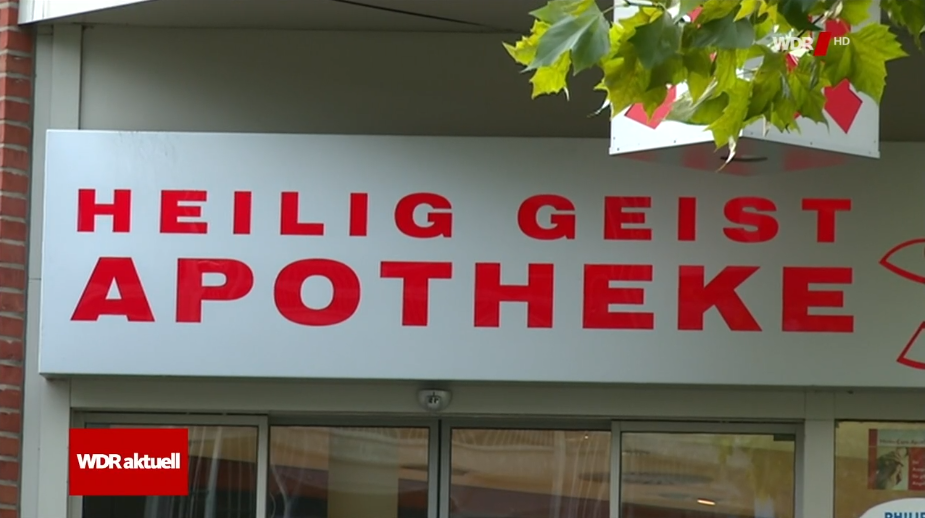 WDR HD
HEILIG GEIST
APOTHEKE
WDR aktuell